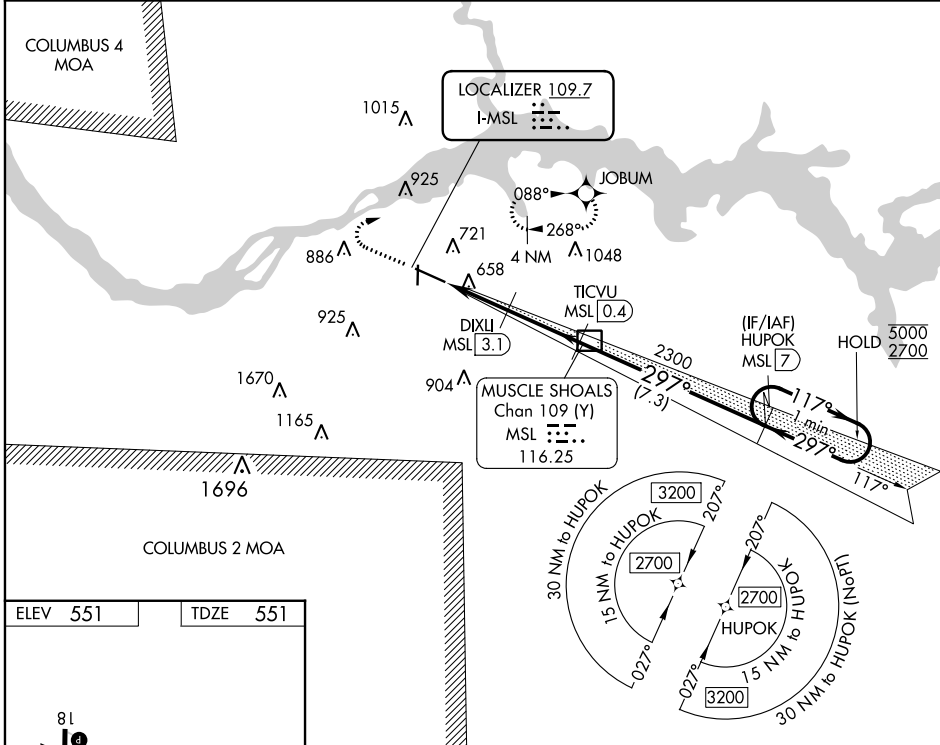 COLUMBUS 4
MOA
LOCALIZER 109.7
I-MSL
1015
925
JOBUM
088°
268°
4 NM
721
886
1048
658
TICVU
MSL 0.4
DIXLI
MSL 3.1
925
(IF/IAF)
HUPOK
MSL 7
HOLD
5000
2700
2300
297°
(7.3)
117°
1 min
297°
117°
1670
904
MUSCLE SHOALS
Chan 109 (Y)
MSL
116.25
1165
1696
COLUMBUS 2 MOA
30 NM to HUPOK
3200
207°
15 NM to HUPOK
2700
027°
207°
2700
HUPOK
15 NM to HUPOK
027°
3200
30 NM to HUPOK (NoPT)
ELEV 551
TDZE 551
18
P